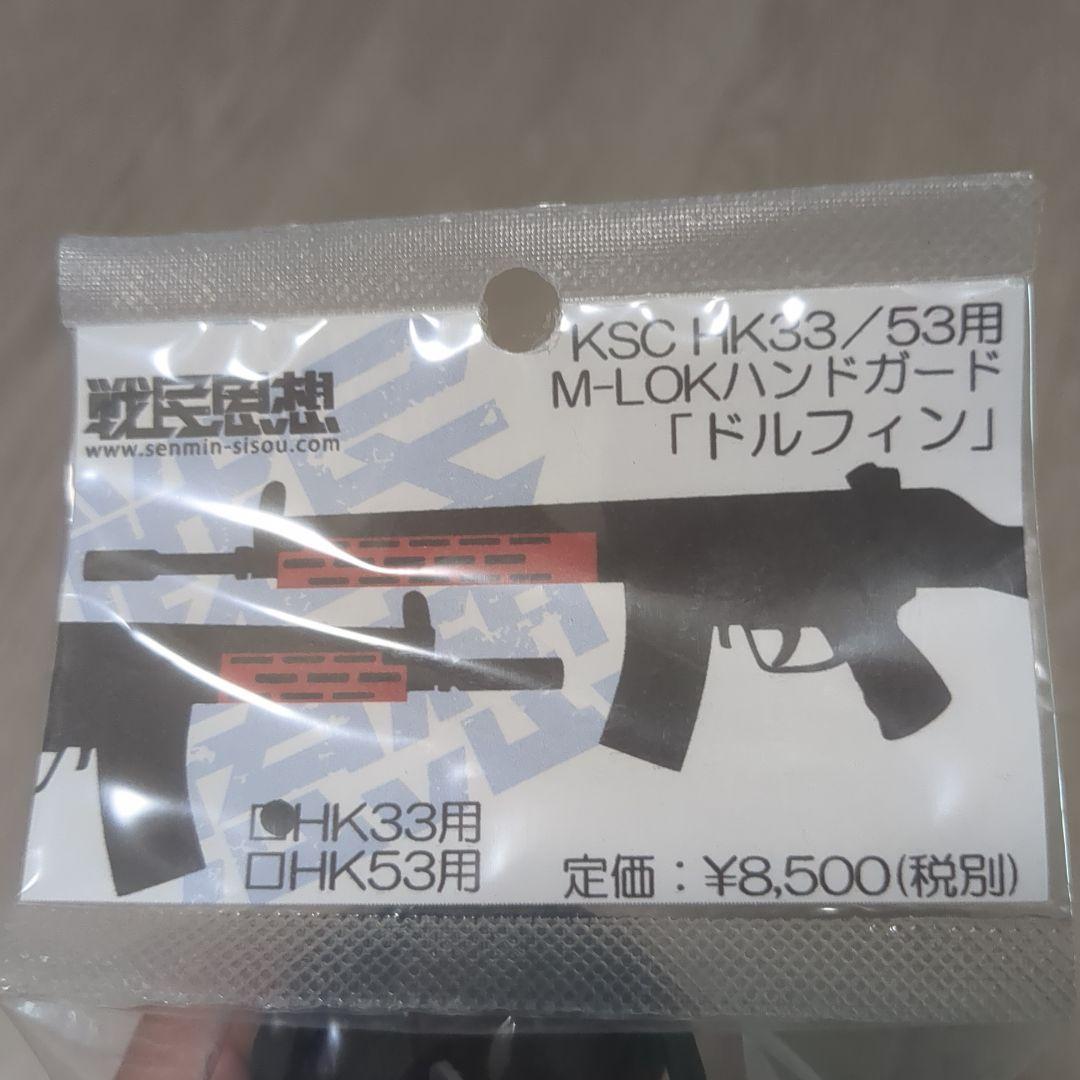 戦民思想
www.senmin-sisou.com
KSC HK33/53用
M-LOKハンドガード
「ドルフィン」
□HK33用
□HK53用
定価：¥8,500(税別)